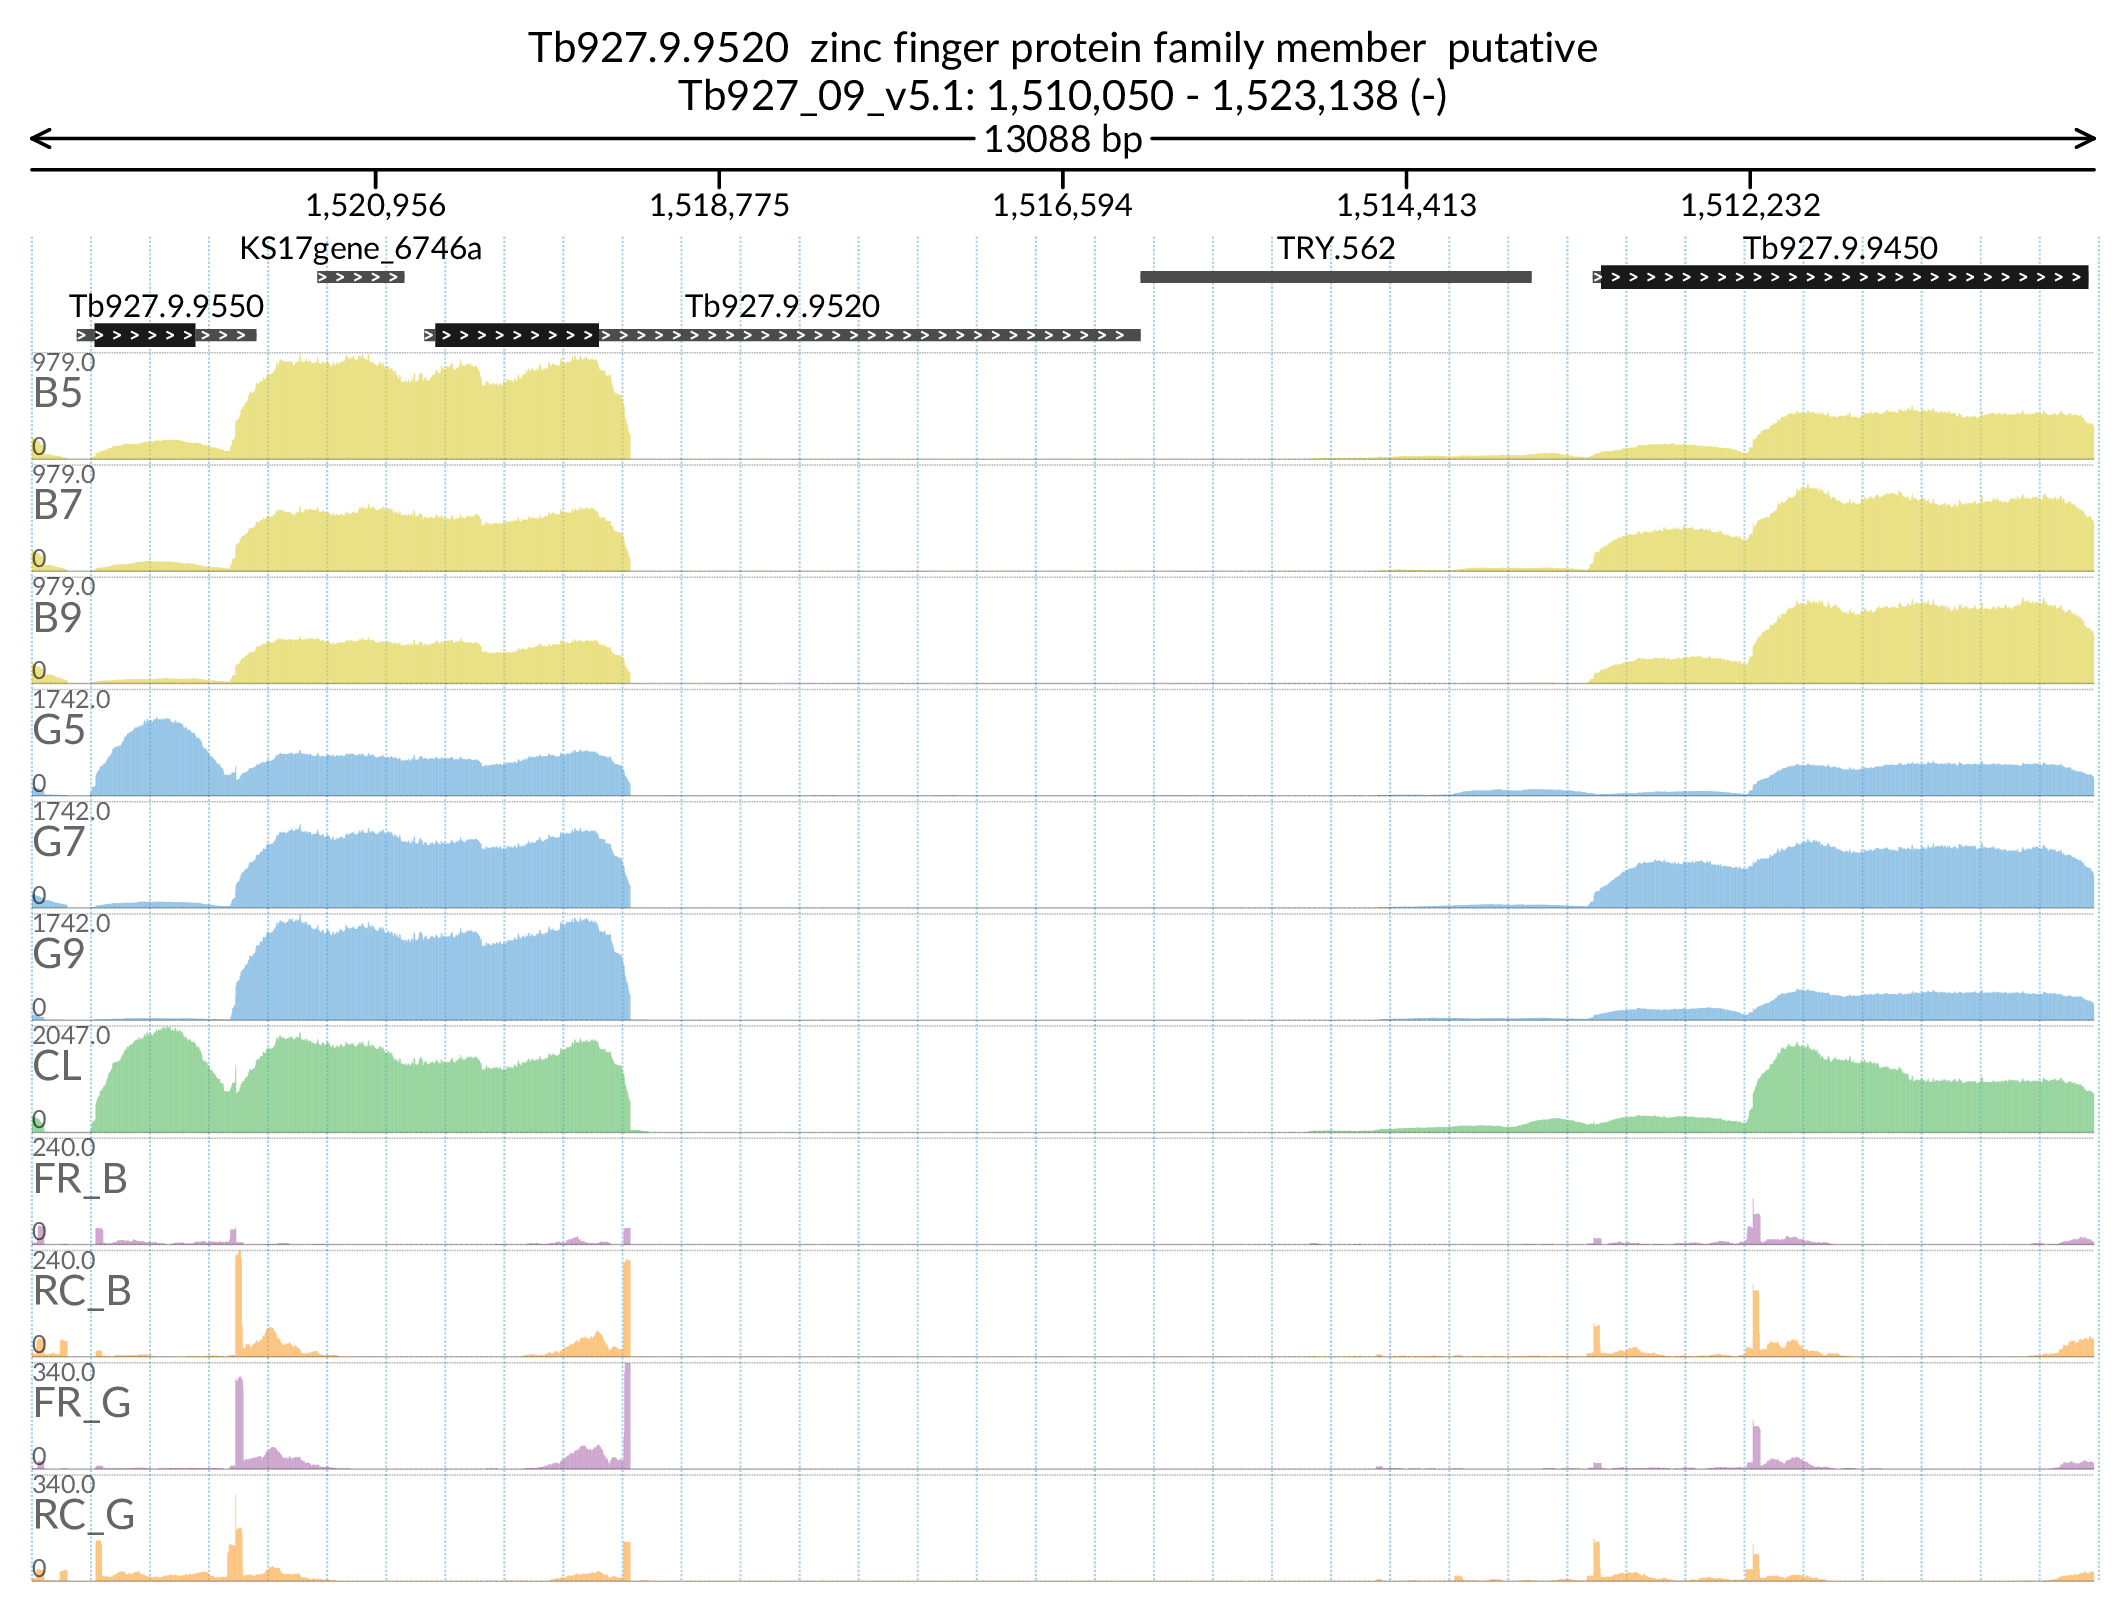 Tb927.9.9520  zinc finger protein family member  putative
Tb927_09_v5.1: 1,510,050 - 1,523,138 (-)
13088 bp
1,520,956 1,518,775 1,516,594 1,514,413 1,512,232
KS17gene_6746a TRY.562 Tb927.9.9450
Tb927.9.9550 Tb927.9.9520
979.0
B5
0
979.0
B7
0
979.0
B9
0
1742.0
G5
0
1742.0
G7
0
1742.0
G9
0
2047.0
CL
0
240.0
FR_B
0
240.0
RC_B
0
340.0
FR_G
0
340.0
RC_G
0